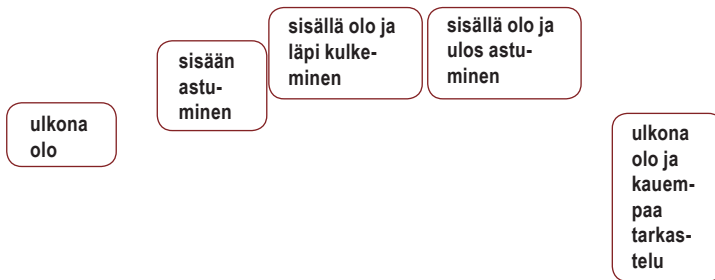 ulkona
olo
sisään
astu-
minen
sisällä olo ja
läpi kulke-
minen
sisällä olo ja
ulos astu-
minen
ulkona
olo ja
kauem-
paa
tarkas-
telu